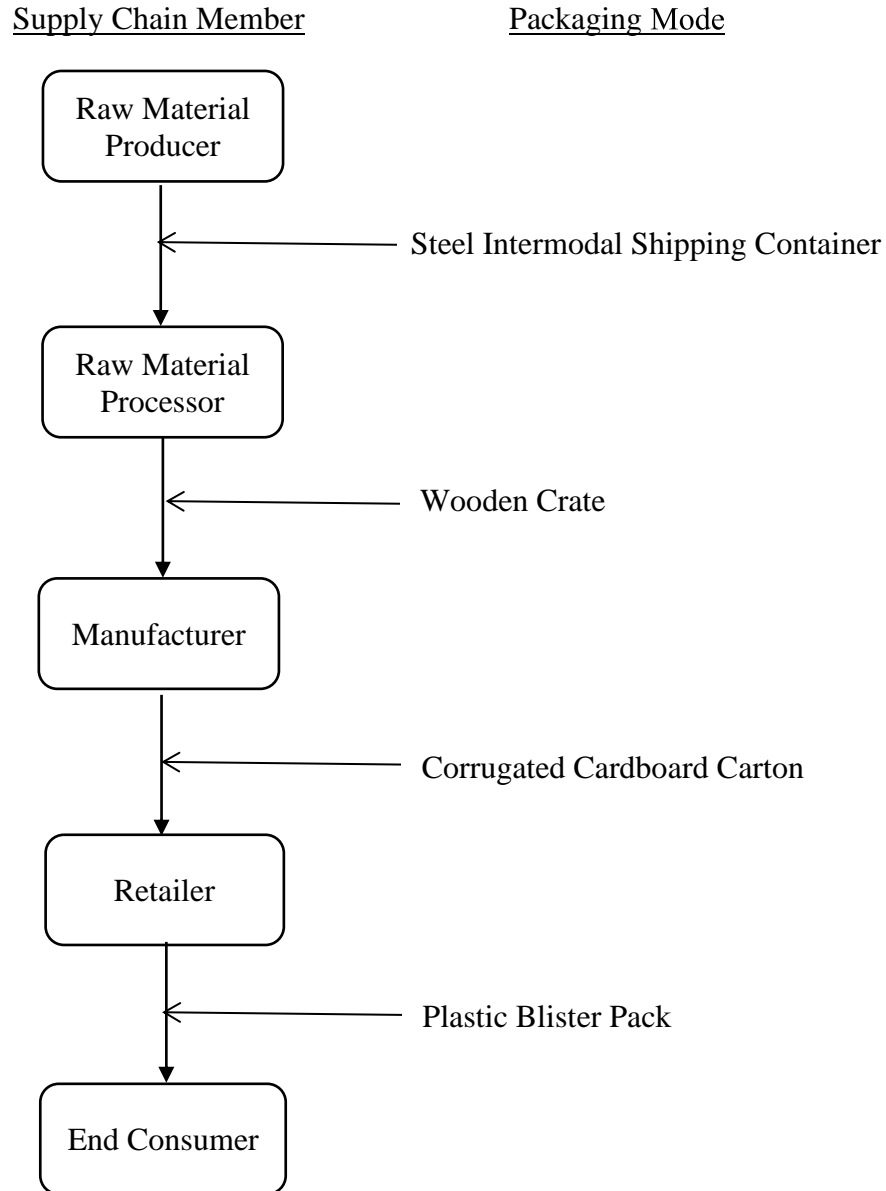 Supply Chain Member
Packaging Mode
Raw Material
Producer
Steel Intermodal Shipping Container
Raw Material
Processor
Wooden Crate
Manufacturer
Corrugated Cardboard Carton
Retailer
Plastic Blister Pack
End Consumer